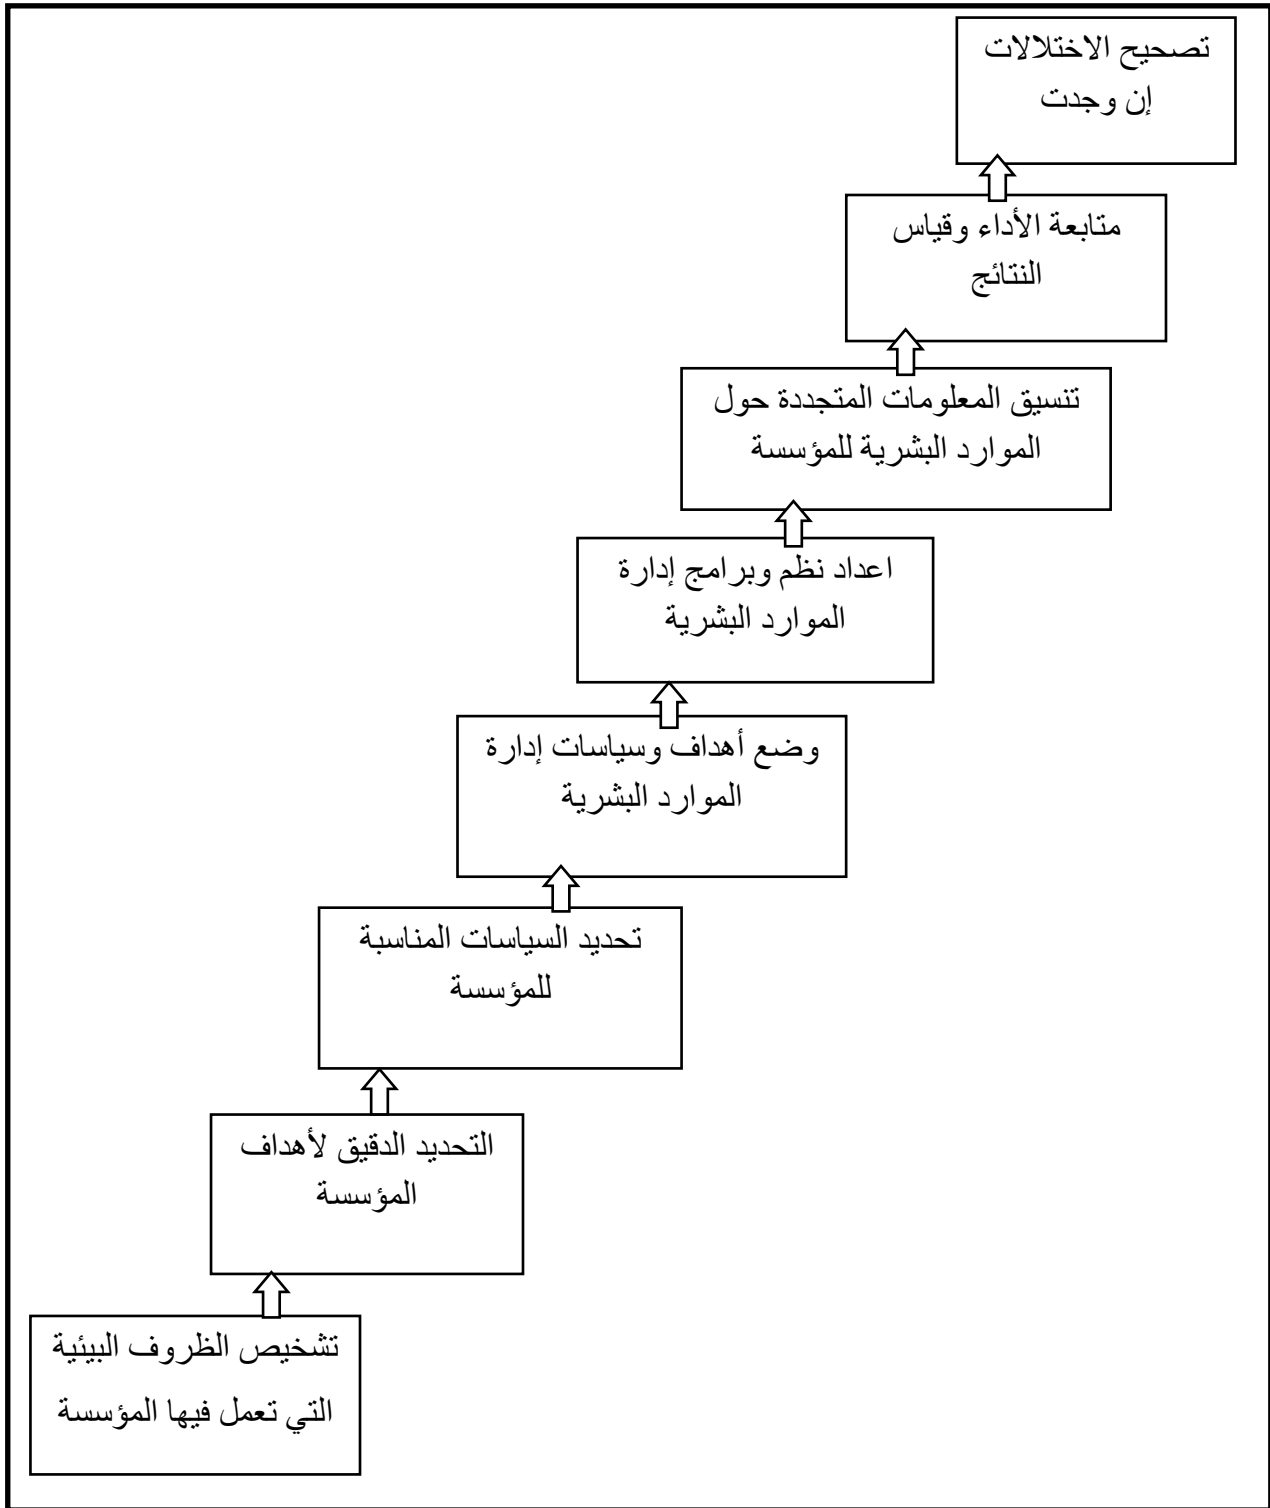 تصحيح الاختلالات
إن وجدت
متابعة الأداء وقياس
النتائج
تنسيق المعلومات المتجددة حول
الموارد البشرية للمؤسسة
اعداد نظم وبرامج إدارة
الموارد البشرية
وضع أهداف وسياسات إدارة
الموارد البشرية
تحديد السياسات المناسبة
للمؤسسة
التحديد الدقيق لأهداف
المؤسسة
تشخيص الظروف البيئية
التي تعمل فيها المؤسسة